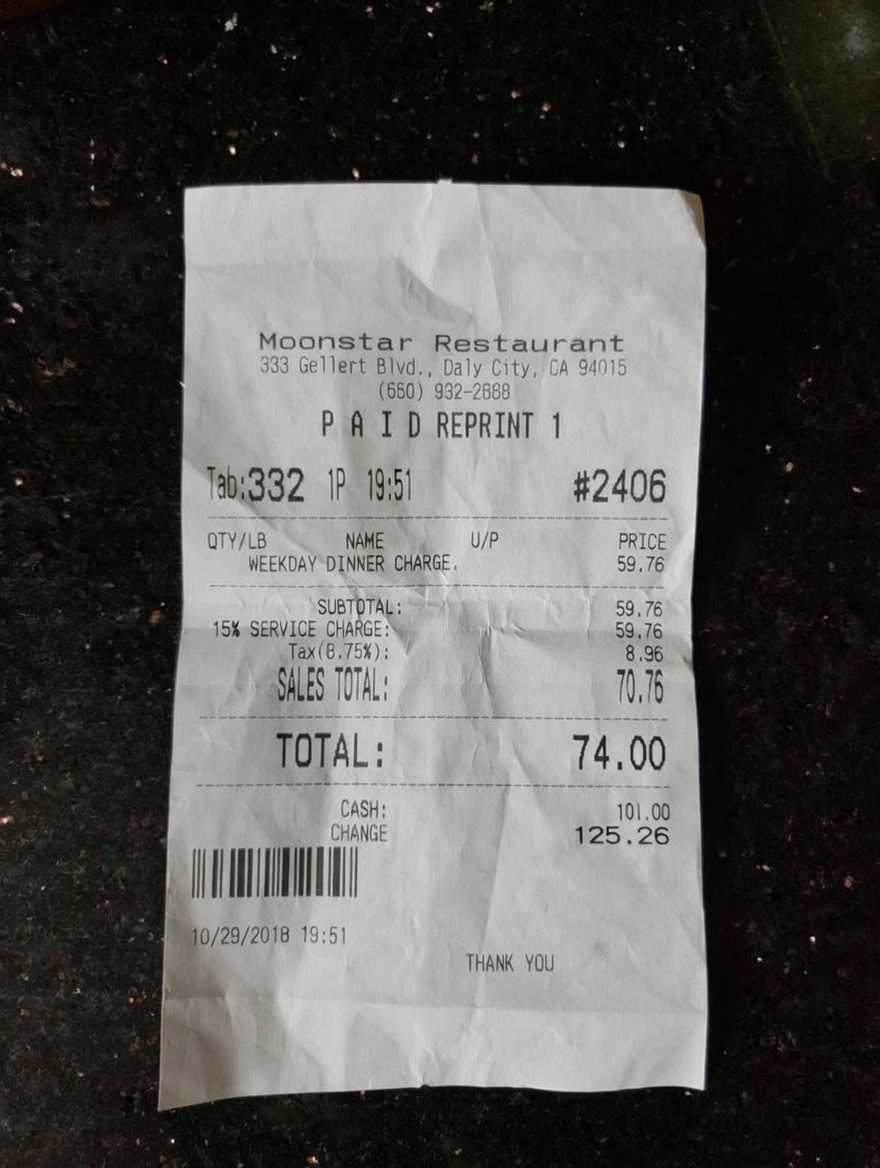 Moonstar Restaurant
333 Gellert Blvd., Daly City, CA 94015
(650) 932-2888
P A I D REPRINT 1
Tab:332 1P 19:51 #2406
QTY/LB NAME U/P PRICE
WEEKDAY DINNER CHARGE. 59.76
SUBTOTAL: 59.76
15% SERVICE CHARGE: 59.76
Tax(8.75%): 8.96
SALES TOTAL: 70.76
TOTAL: 74.00
CASH: 101.00
CHANGE 125.26
10/29/2018 19:51
THANK YOU